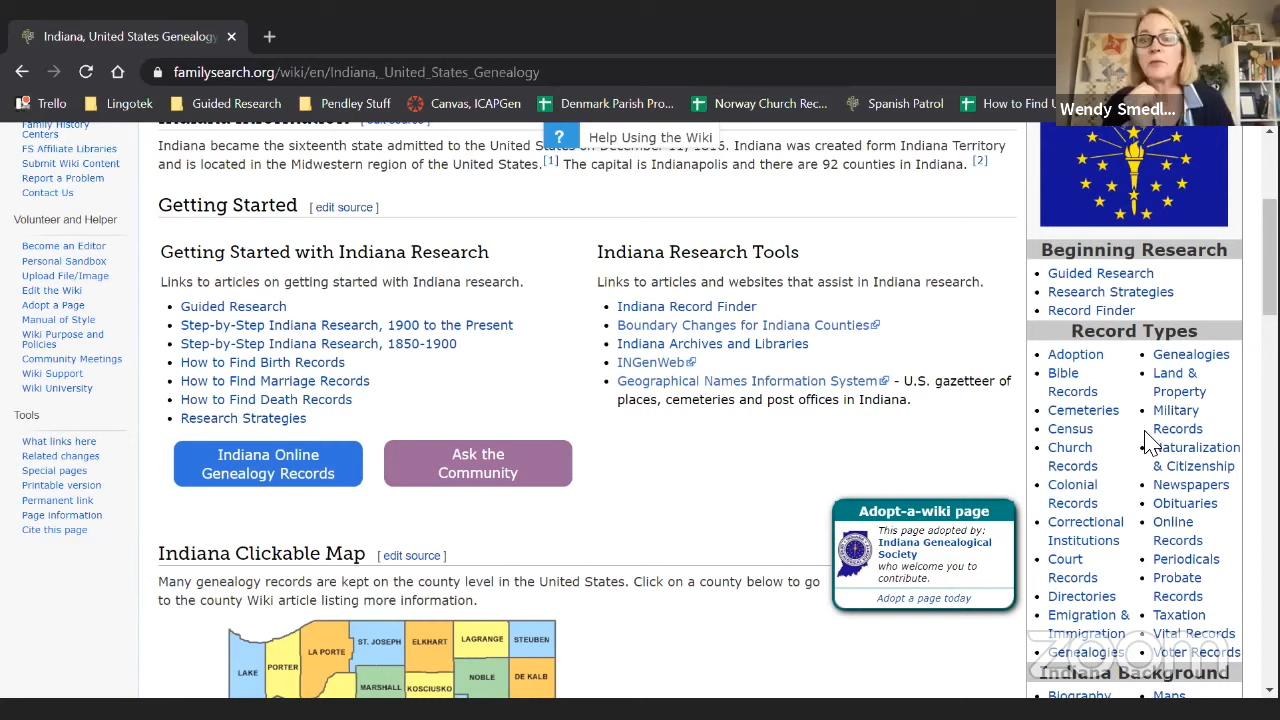 Indiana, United States Genealogy
familysearch.org/wiki/en/Indiana,_United_States_Genealogy
Trello
Lingotek
Guided Research
Pendley Stuff
Canvas, ICAPGen
Denmark Parish Pro...
Norway Church Rec...
Spanish Patrol
How to Find U
Wendy Smedl...
Family History
Centers
FS Affiliate Libraries
Submit Wiki Content
Report a Problem
Contact Us
Volunteer and Helper
Become an Editor
Personal Sandbox
Upload File/Image
Edit the Wiki
Adopt a Page
Manual of Style
Wiki Purpose and
Policies
Community Meetings
Wiki Support
Wiki University
Tools
What links here
Related changes
Special pages
Printable version
Permanent link
Page information
Cite this page
Indiana Information
? Help Using the Wiki
Indiana became the sixteenth state admitted to the United States on December 11, 1816. Indiana was created form Indiana Territory
and is located in the Midwestern region of the United States.[1] The capital is Indianapolis and there are 92 counties in Indiana. [2]
Getting Started [ edit source ]
Getting Started with Indiana Research
Links to articles on getting started with Indiana research.
Guided Research
Step-by-Step Indiana Research, 1900 to the Present
Step-by-Step Indiana Research, 1850-1900
How to Find Birth Records
How to Find Marriage Records
How to Find Death Records
Research Strategies
Indiana Online
Genealogy Records
Ask the
Community
Indiana Research Tools
Links to articles and websites that assist in Indiana research.
Indiana Record Finder
Boundary Changes for Indiana Counties
Indiana Archives and Libraries
INGenWeb
Geographical Names Information System - U.S. gazetteer of
places, cemeteries and post offices in Indiana.
Adopt-a-wiki page
This page adopted by:
Indiana Genealogical
Society
who welcome you to
contribute.
Adopt a page today
Indiana Clickable Map [ edit source ]
Many genealogy records are kept on the county level in the United States. Click on a county below to go
to the county Wiki article listing more information.
LAKE
PORTER
LA PORTE
ST. JOSEPH
ELKHART
LAGRANGE
STEUBEN
MARSHALL
KOSCIUSKO
NOBLE
DE KALB
Beginning Research
Guided Research
Research Strategies
Record Finder
Record Types
Adoption
Bible
Records
Cemeteries
Census
Church
Records
Colonial
Records
Correctional
Institutions
Court
Records
Directories
Emigration &
Immigration
Genealogies
Genealogies
Land &
Property
Military
Records
Naturalization
& Citizenship
Newspapers
Obituaries
Online
Records
Periodicals
Probate
Records
Taxation
Vital Records
Voter Records
zoom
Indiana Background
Biography
Maps